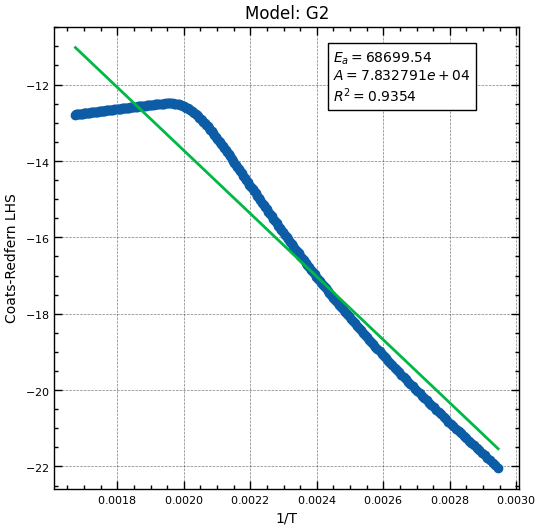 Model: G2
E_a = 68699.54
A = 7.832791e + 04
R² = 0.9354
Coats-Redfern LHS
−12
−14
−16
−18
−20
−22
0.0018 0.0020 0.0022 0.0024 0.0026 0.0028 0.0030
1/T